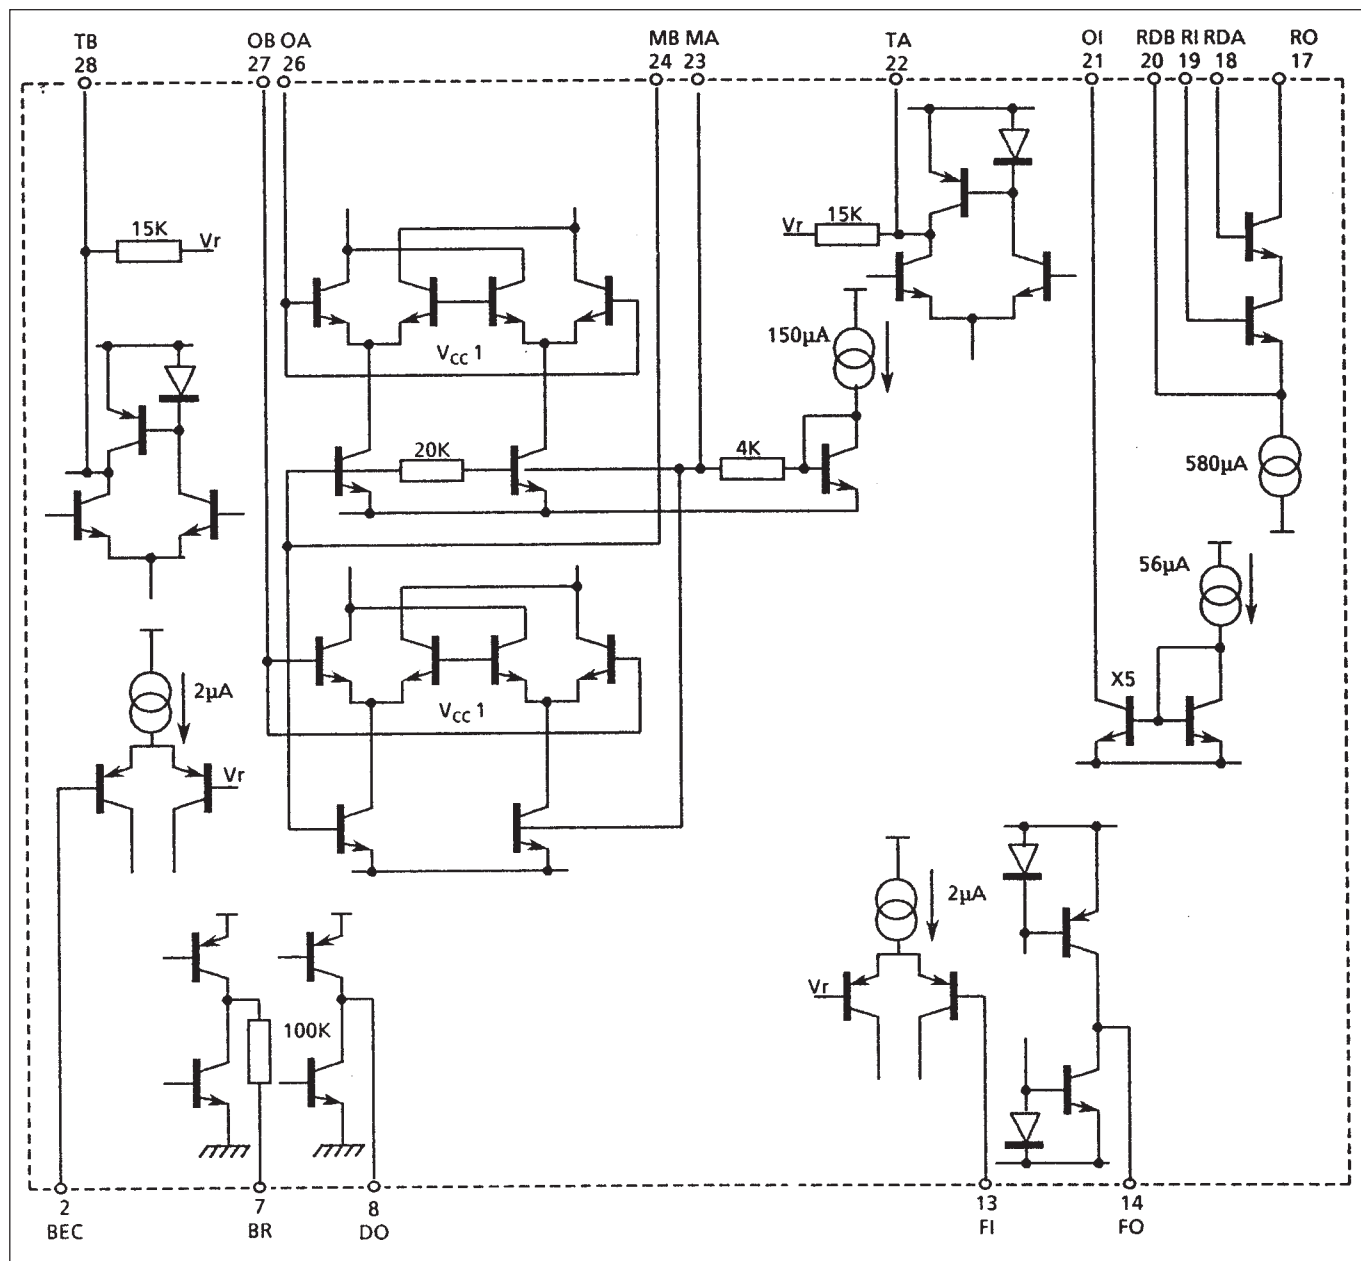 TB OB OA MB MA TA OI RDB RI RDA RO
28 27 26 24 23 22 21 20 19 18 17
15K Vr
15K
Vr
V_CC 1
150µA
20K
4K
580µA
56µA
X5
2µA
V_CC 1
Vr
2µA
Vr
100K
2 7 8 13 14
BEC BR DO FI FO